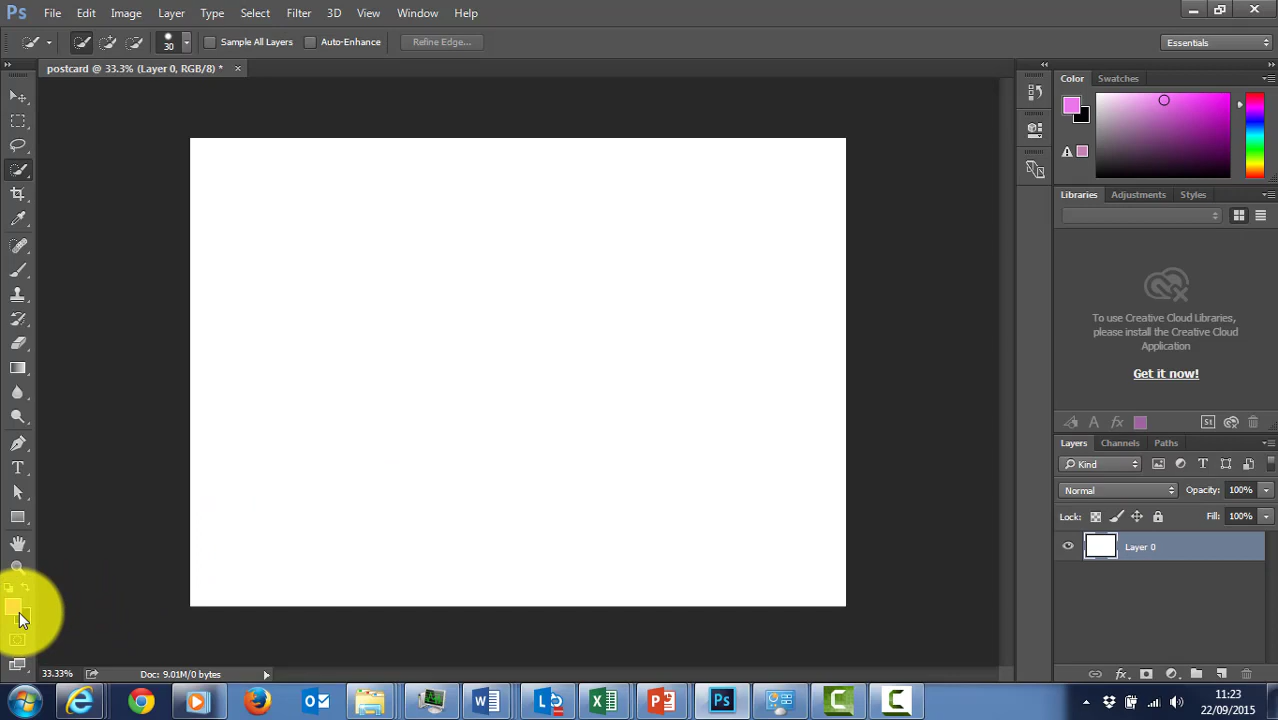 Ps File Edit Image Layer Type Select Filter 3D View Window Help
30 Sample All Layers Auto-Enhance Refine Edge... Essentials
postcard @ 33.3% (Layer 0, RGB/8) * ×
Color Swatches
Libraries Adjustments Styles
To use Creative Cloud Libraries,
please install the Creative Cloud
Application
Get it now!
A fx St
Layers Channels Paths
Kind T
Normal Opacity: 100%
Lock: Fill: 100%
Layer 0
T
33.33% Doc: 9.01M/0 bytes
fx
11:23
22/09/2015